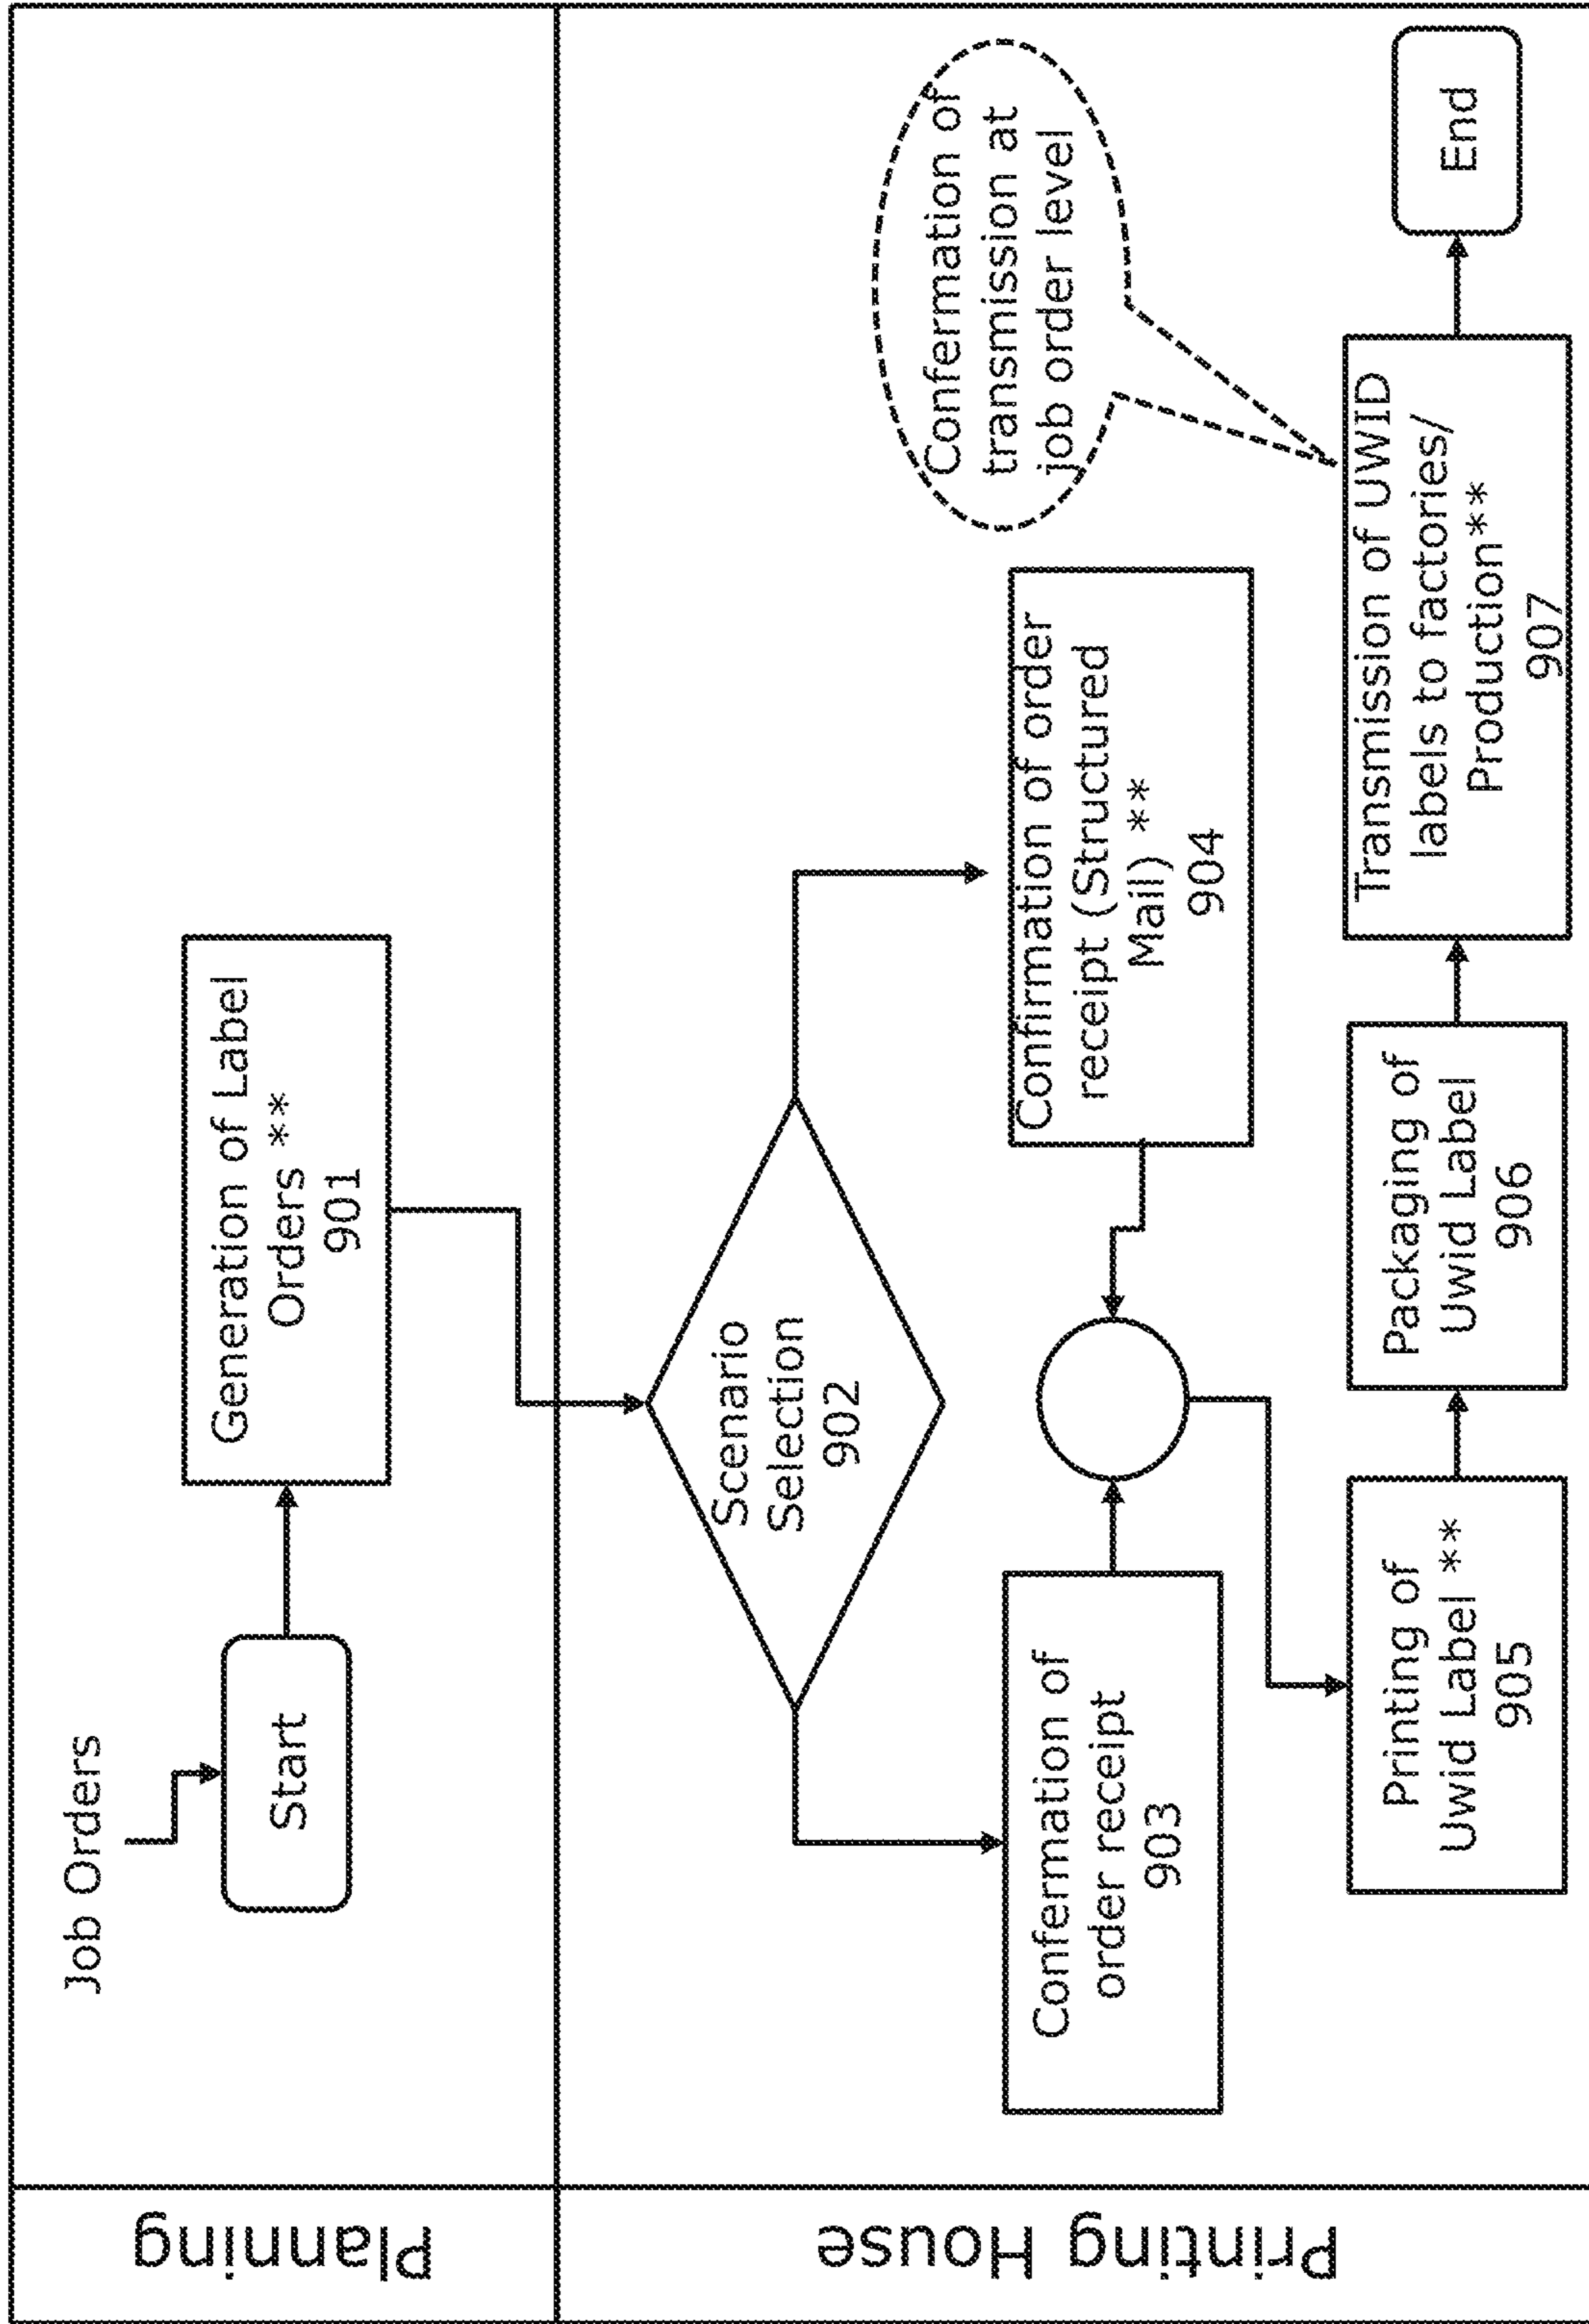 Planning
Job Orders
Start
Generation of Label
Orders **
901
Printing House
Scenario
Selection
902
Confermation of
order receipt
903
Confirmation of order
receipt (Structured
Mail) **
904
Confermation of
transmission at
job order level
Printing of
Uwid Label **
905
Packaging of
Uwid Label
906
Transmission of UWID
labels to factories/
Production**
907
End